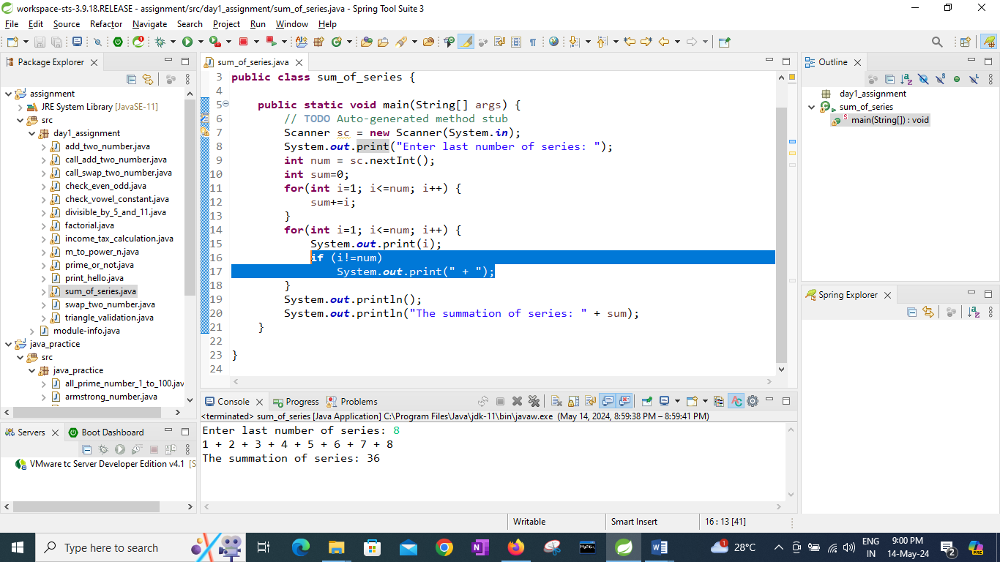 workspace-sts-3.9.18.RELEASE - assignment/src/day1_assignment/sum_of_series.java - Spring Tool Suite 3
File Edit Source Refactor Navigate Search Project Run Window Help
Package Explorer
assignment
JRE System Library [JavaSE-11]
src
day1_assignment
add_two_number.java
call_add_two_number.java
call_swap_two_number.java
check_even_odd.java
check_vowel_constant.java
divisible_by_5_and_11.java
factorial.java
income_tax_calculation.java
m_to_power_n.java
prime_or_not.java
print_hello.java
sum_of_series.java
swap_two_number.java
triangle_validation.java
module-info.java
java_practice
src
java_practice
all_prime_number_1_to_100.jav
armstrong_number.java
Servers Boot Dashboard
VMware tc Server Developer Edition v4.1 [S
sum_of_series.java
3 public class sum_of_series {
4
5 public static void main(String[] args) {
6 // TODO Auto-generated method stub
7 Scanner sc = new Scanner(System.in);
8 System.out.print("Enter last number of series: ");
9 int num = sc.nextInt();
10 int sum=0;
11 for(int i=1; i<=num; i++) {
12 sum+=i;
13 }
14 for(int i=1; i<=num; i++) {
15 System.out.print(i);
16 if (i!=num)
17 System.out.print(" + ");
18 }
19 System.out.println();
20 System.out.println("The summation of series: " + sum);
21 }
22
23 }
24
Console Progress Problems
<terminated> sum_of_series [Java Application] C:\Program Files\Java\jdk-11\bin\javaw.exe (May 14, 2024, 8:59:38 PM – 8:59:41 PM)
Enter last number of series: 8
1 + 2 + 3 + 4 + 5 + 6 + 7 + 8
The summation of series: 36
Outline
day1_assignment
sum_of_series
main(String[]) : void
Spring Explorer
Writable Smart Insert 16 : 13 [41]
Type here to search
28°C
ENG
IN
9:00 PM
14-May-24
2